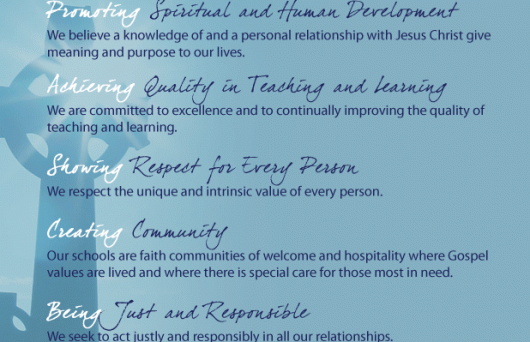 Promoting Spiritual and Human Development
We believe a knowledge of and a personal relationship with Jesus Christ give
meaning and purpose to our lives.
Achieving Quality in Teaching and Learning
We are committed to excellence and to continually improving the quality of
teaching and learning.
Showing Respect for Every Person
We respect the unique and intrinsic value of every person.
Creating Community
Our schools are faith communities of welcome and hospitality where Gospel
values are lived and where there is special care for those most in need.
Being Just and Responsible
We seek to act justly and responsibly in all our relationships.